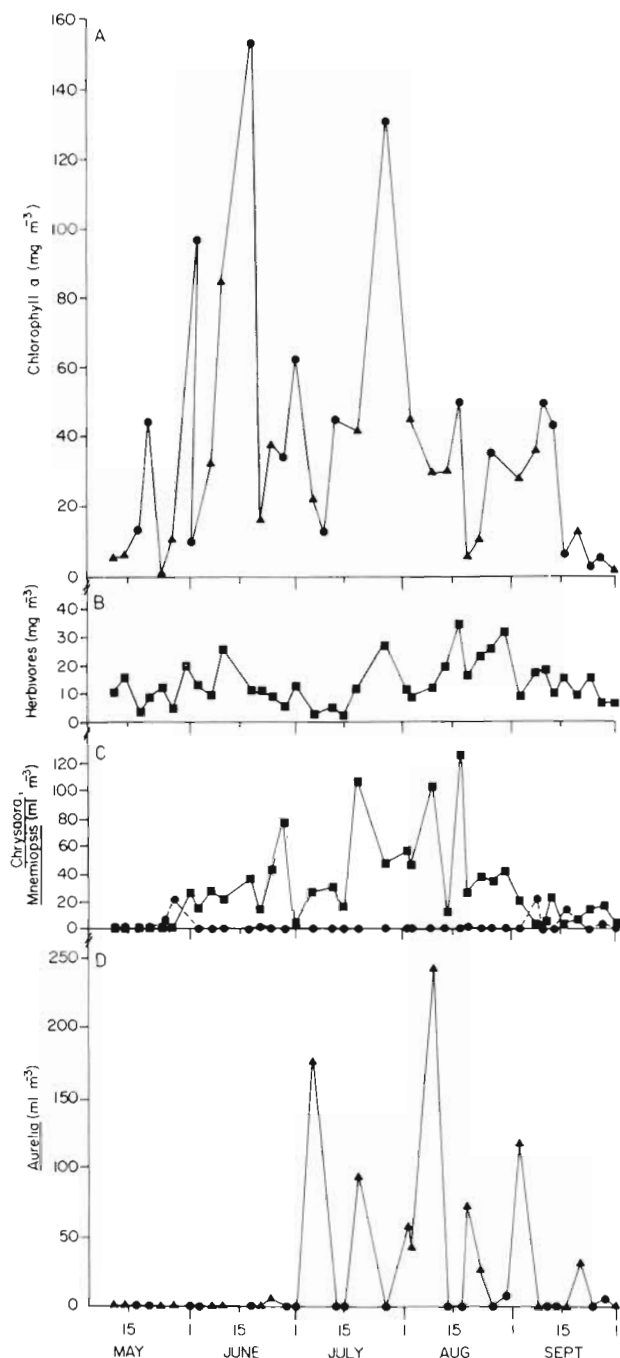 A
Chlorophyll a (mg m⁻³)
160
140
120
100
80
60
40
20
0
B
Herbivores (mg m⁻³)
40
30
20
10
0
C
Chrysaora,
Mnemiopsis (ml m⁻³)
120
100
80
60
40
20
0
D
Aurelia (ml m⁻³)
250
200
150
100
50
0
15 1 15 1 15 1 15 1 15 1
MAY JUNE JULY AUG SEPT